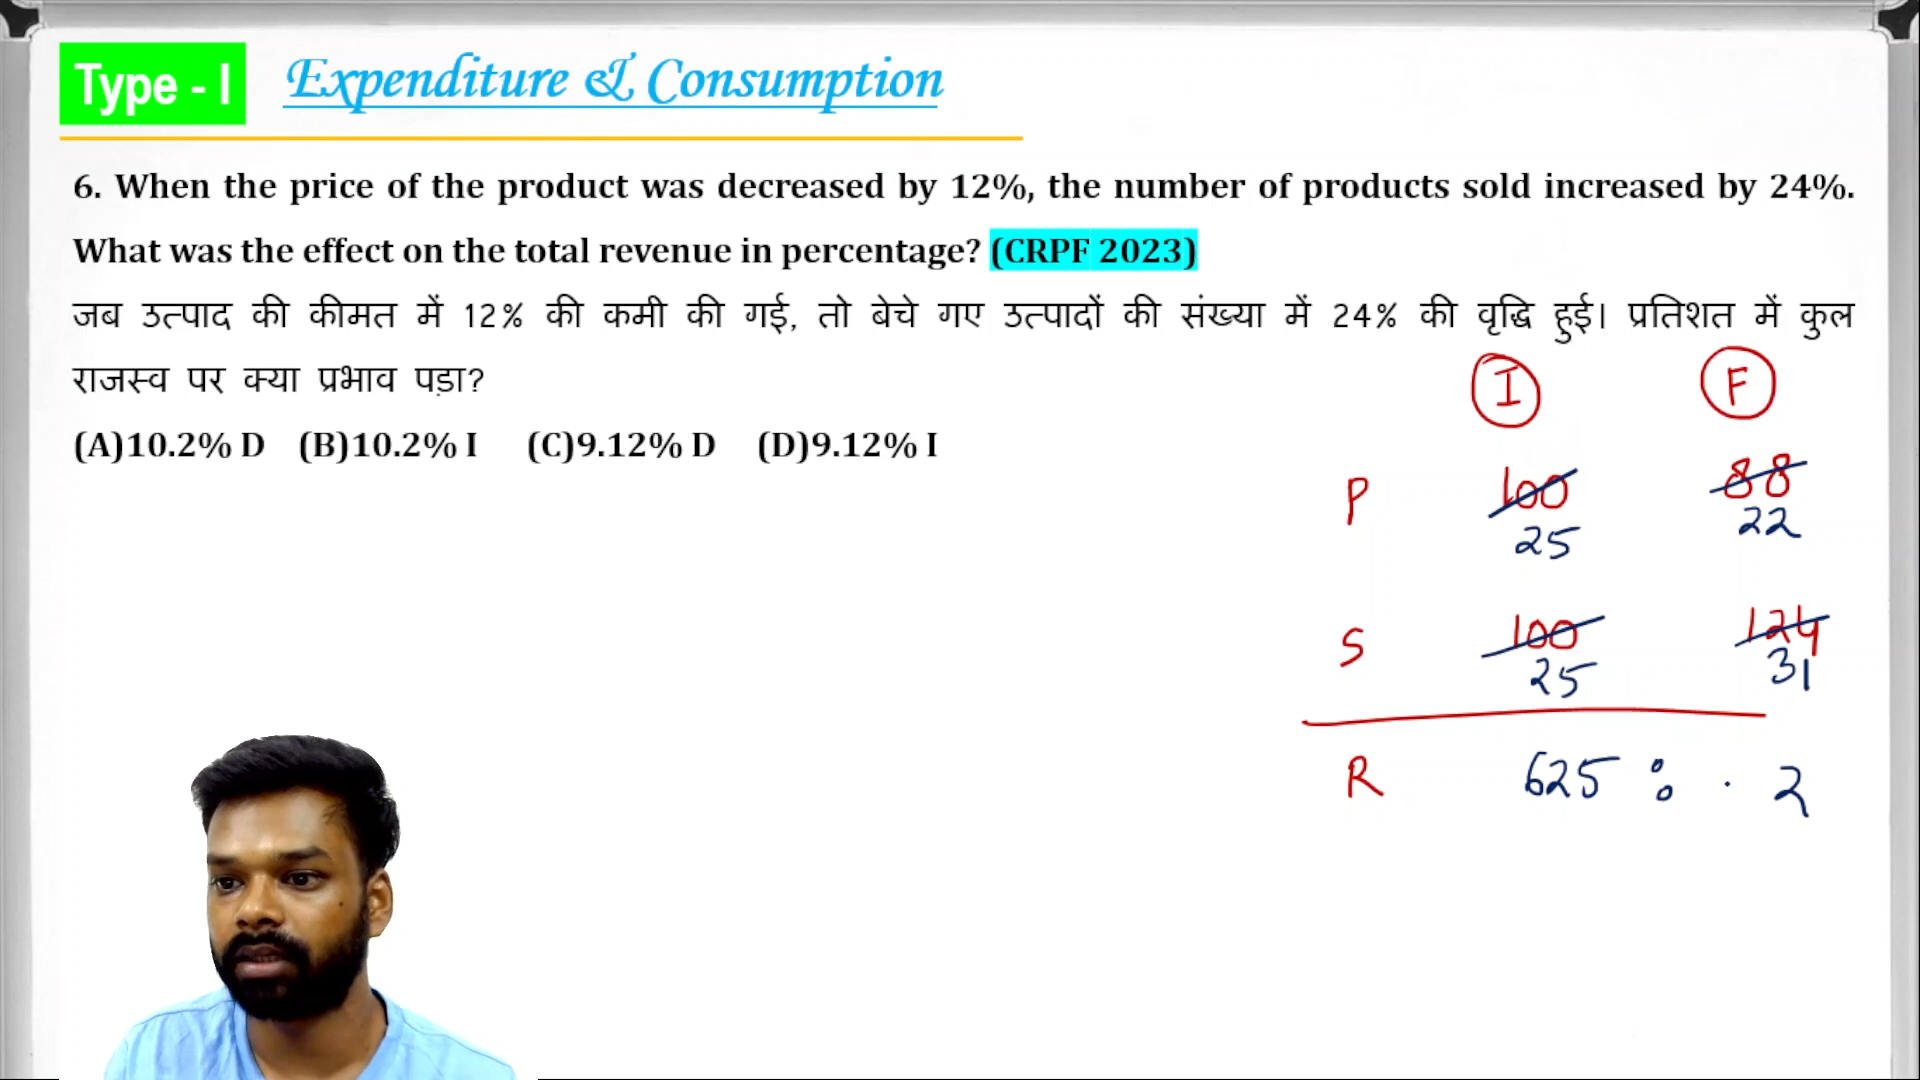 Type - I Expenditure & Consumption
6. When the price of the product was decreased by 12%, the number of products sold increased by 24%.
What was the effect on the total revenue in percentage? (CRPF 2023)
जब उत्पाद की कीमत में 12% की कमी की गई, तो बेचे गए उत्पादों की संख्या में 24% की वृद्धि हुई। प्रतिशत में कुल
राजस्व पर क्या प्रभाव पड़ा?
(A)10.2% D (B)10.2% I (C)9.12% D (D)9.12% I
I F
P 100 88
25 22
S 100 124
25 31
R 625 : 2